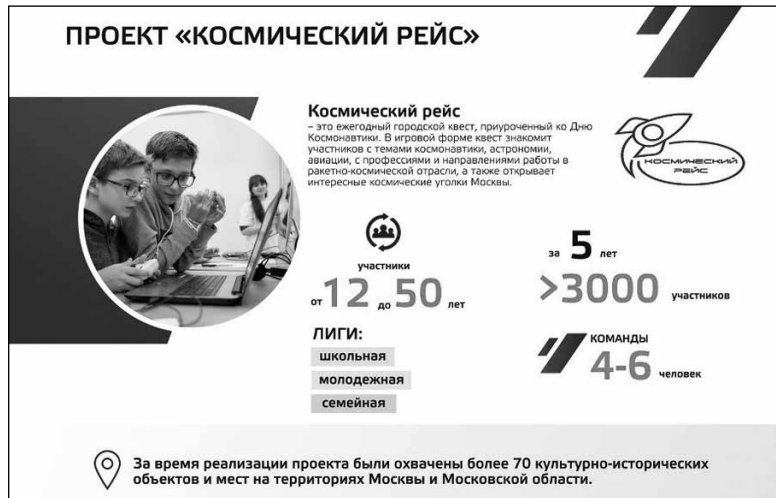 ПРОЕКТ «КОСМИЧЕСКИЙ РЕЙС»
Космический рейс
– это ежегодный городской квест, приуроченный ко Дню
Космонавтики. В игровой форме квест знакомит
участников с темами космонавтики, астрономии,
авиации, с профессиями и направлениями работы в
ракетно-космической отрасли, а также открывает
интересные космические уголки Москвы.
КОСМИЧЕСКИЙ
РЕЙС
участники
от 12 до 50 лет
за 5 лет
>3000 участников
ЛИГИ:
школьная
молодежная
семейная
КОМАНДЫ
4-6 человек
За время реализации проекта были охвачены более 70 культурно-исторических
объектов и мест на территориях Москвы и Московской области.